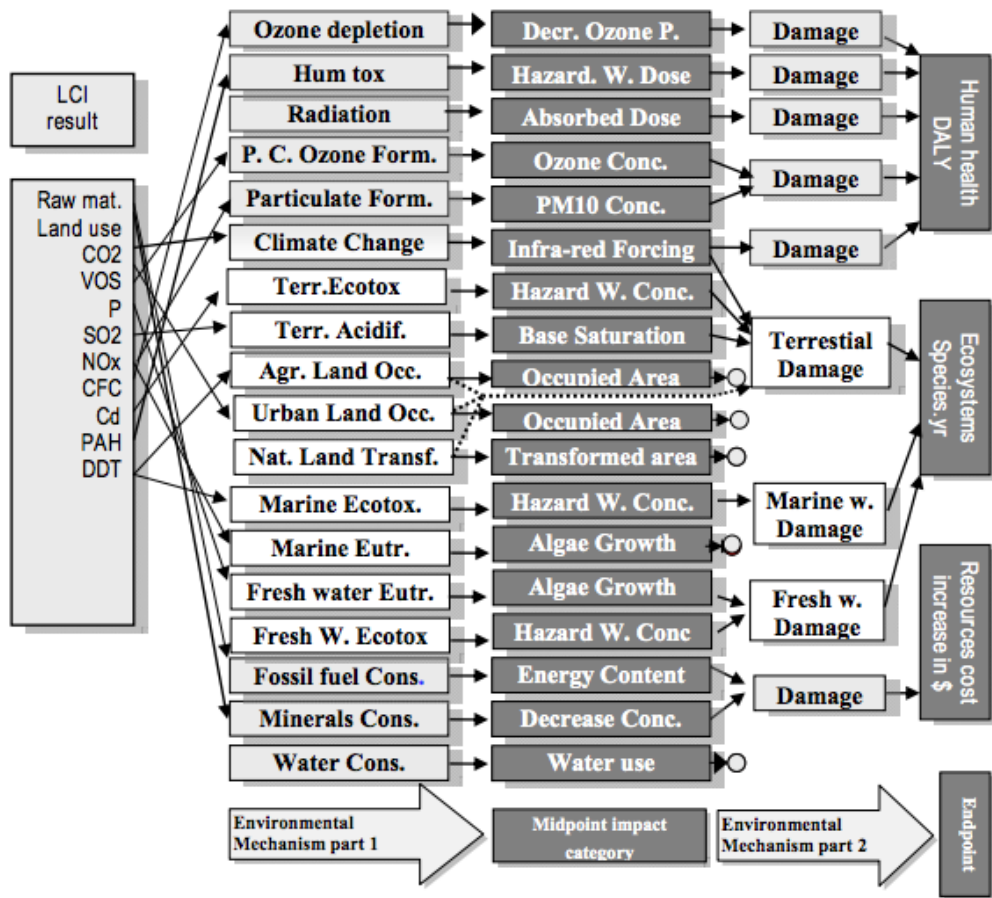 LCI
result
Raw mat.
Land use
CO2
VOS
P
SO2
NOx
CFC
Cd
PAH
DDT
Ozone depletion
Hum tox
Radiation
P. C. Ozone Form.
Particulate Form.
Climate Change
Terr.Ecotox
Terr. Acidif.
Agr. Land Occ.
Urban Land Occ.
Nat. Land Transf.
Marine Ecotox.
Marine Eutr.
Fresh water Eutr.
Fresh W. Ecotox
Fossil fuel Cons.
Minerals Cons.
Water Cons.
Decr. Ozone P.
Hazard. W. Dose
Absorbed Dose
Ozone Conc.
PM10 Conc.
Infra-red Forcing
Hazard W. Conc.
Base Saturation
Occupied Area
Occupied Area
Transformed area
Hazard W. Conc.
Algae Growth
Algae Growth
Hazard W. Conc
Energy Content
Decrease Conc.
Water use
Damage
Damage
Damage
Damage
Damage
Terrestial
Damage
Marine w.
Damage
Fresh w.
Damage
Damage
Human health
DALY
Ecosystems
Species.yr
Resources cost
increase in $
Environmental
Mechanism part 1
Midpoint impact
category
Environmental
Mechanism part 2
Endpoint